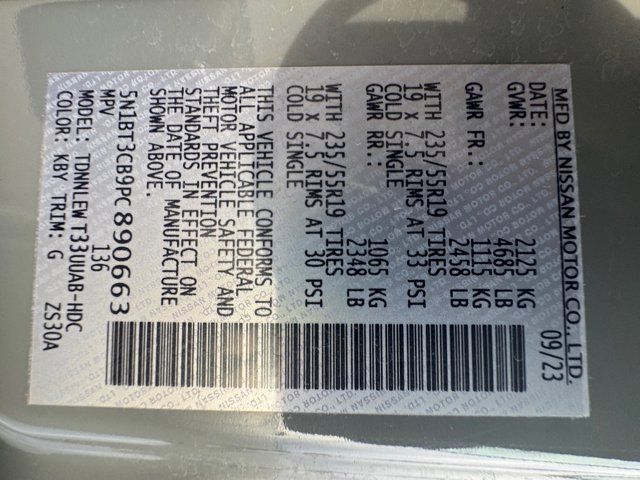 MFD BY NISSAN MOTOR CO., LTD.
DATE: 09/23
GVWR: 2125 KG
4685 LB
GAWR FR.: 1115 KG
2458 LB
WITH 235/55R19 TIRES
19 X 7.5 RIMS AT 33 PSI
COLD SINGLE
GAWR RR.: 1065 KG
2348 LB
WITH 235/55R19 TIRES
19 X 7.5 RIMS AT 30 PSI
COLD SINGLE
THIS VEHICLE CONFORMS TO
ALL APPLICABLE FEDERAL
MOTOR VEHICLE SAFETY AND
THEFT PREVENTION
STANDARDS IN EFFECT ON
THE DATE OF MANUFACTURE
SHOWN ABOVE.
5N1BT3CB9PC890663
MPV 136
MODEL: TDNNLEW T33UUAB-HDC
COLOR: KBY TRIM: G ZS30A